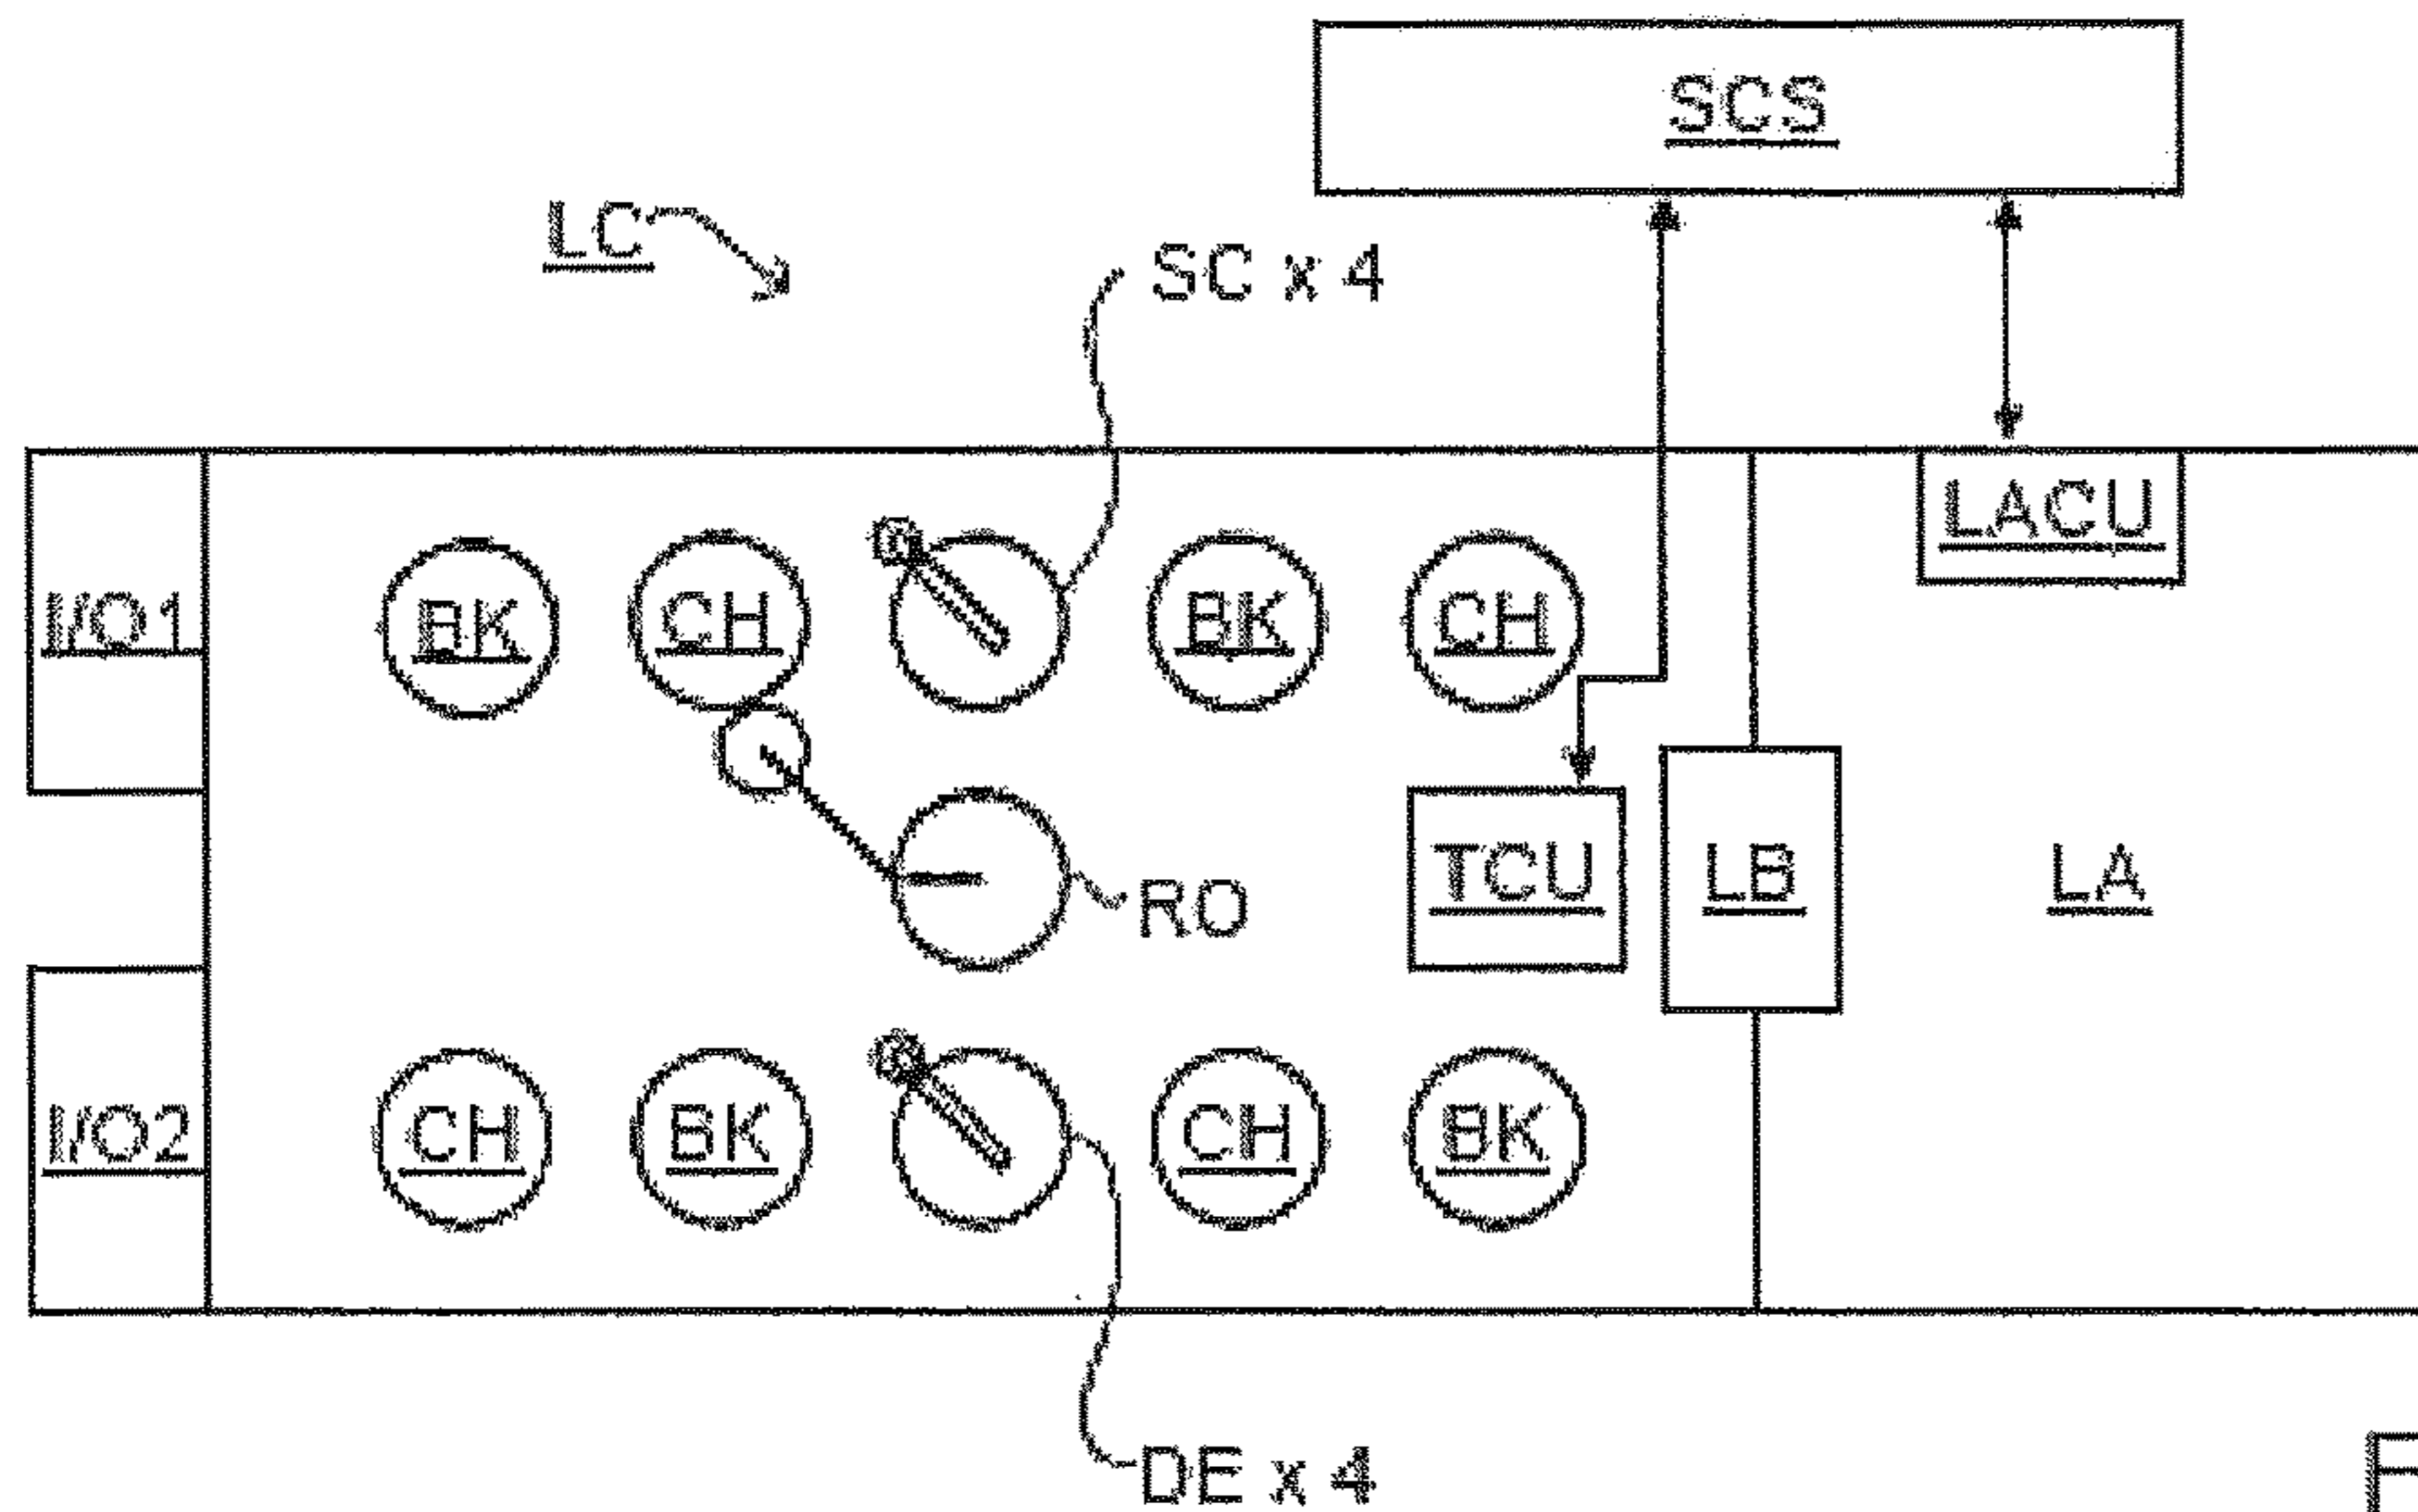 SCS
LC
SC x 4
LACU
I/O1
BK
CH
BK
CH
TCU
LB
LA
RO
I/O2
CH
BK
CH
BK
DE x 4
F